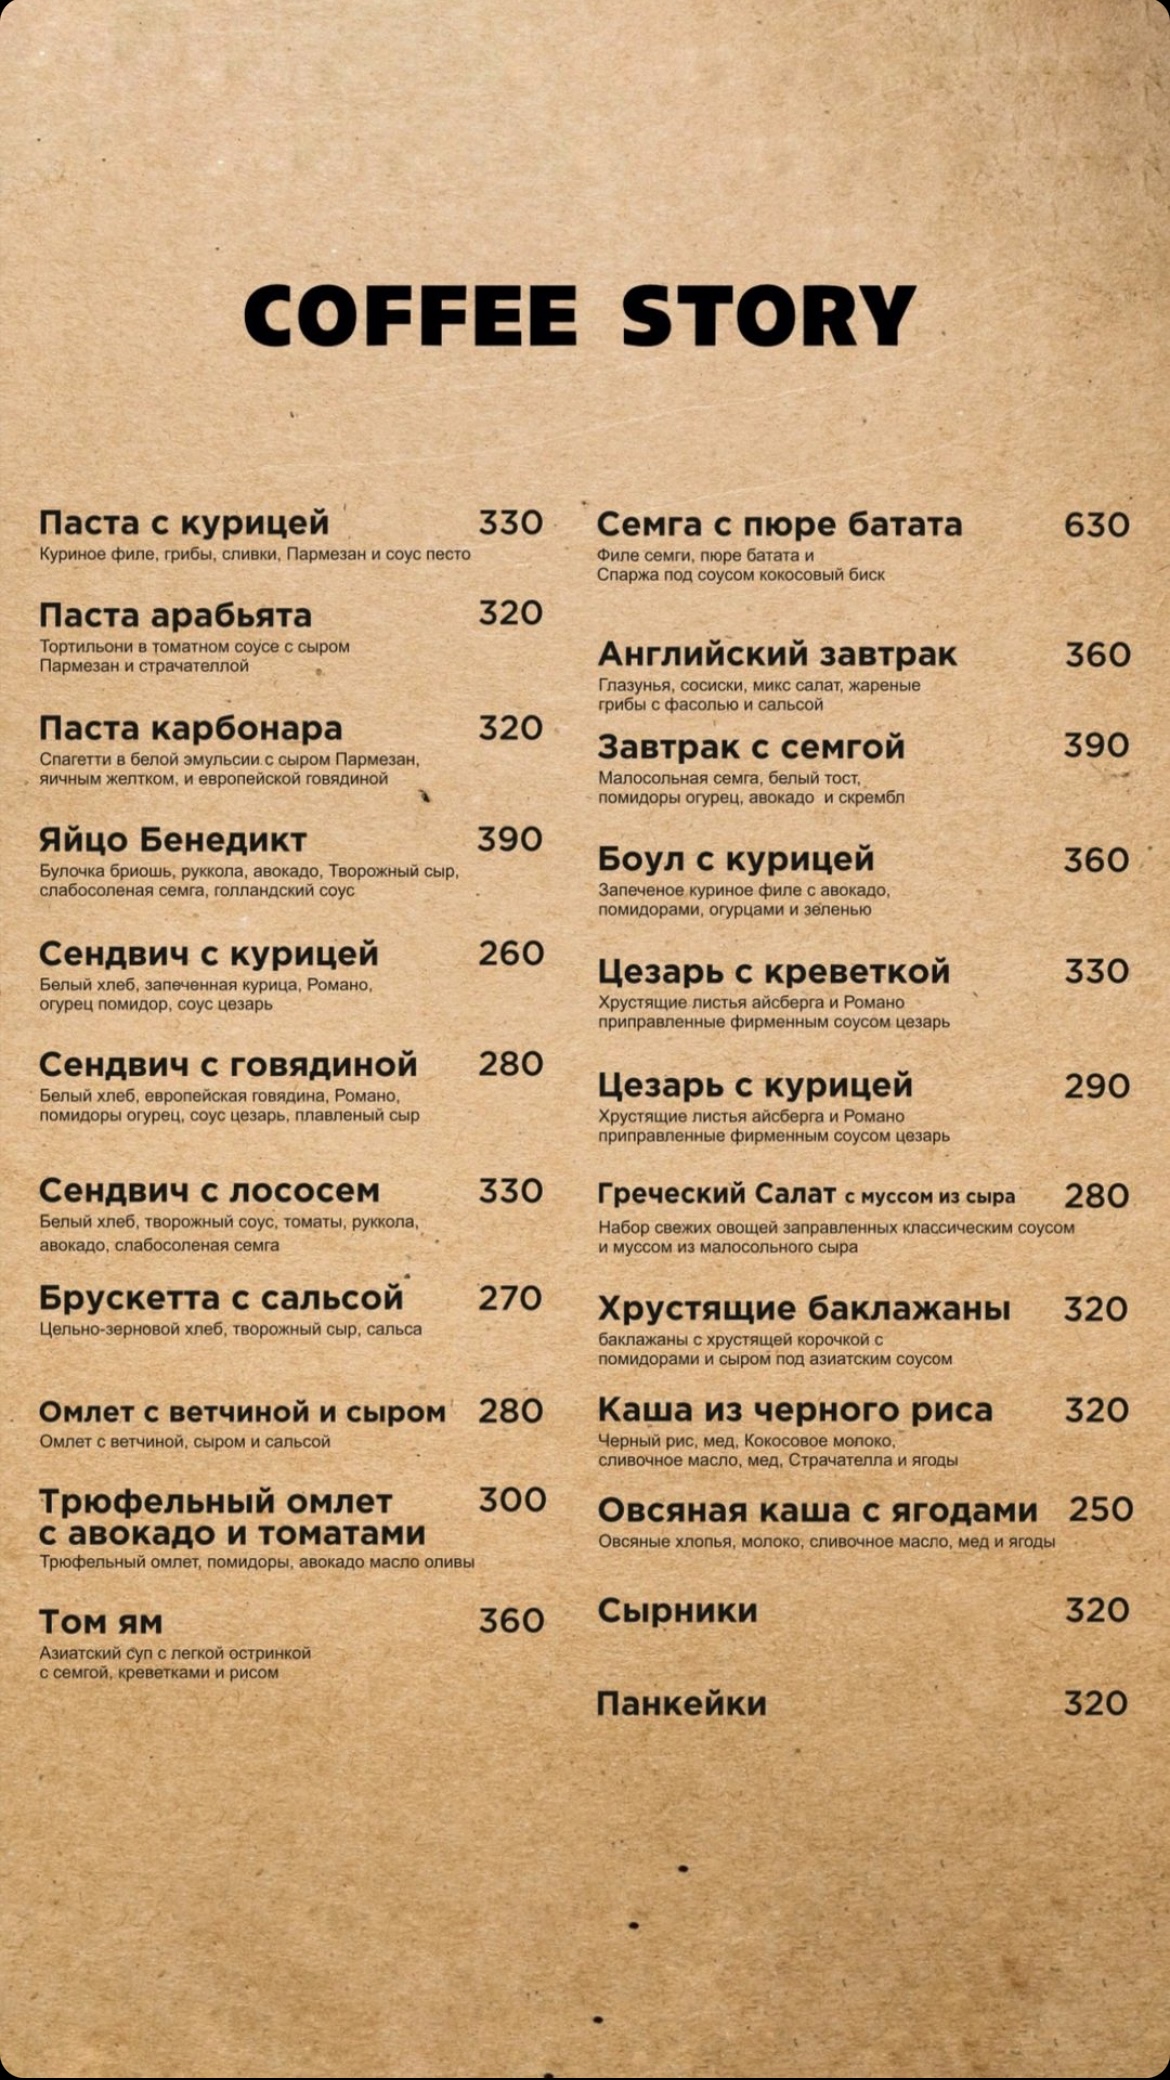 COFFEE STORY
Паста с курицей 330
Куриное филе, грибы, сливки, Пармезан и соус песто
Паста арабьята 320
Тортильони в томатном соусе с сыром
Пармезан и страчателлой
Паста карбонара 320
Спагетти в белой эмульсии с сыром Пармезан,
яичным желтком, и европейской говядиной
Яйцо Бенедикт 390
Булочка бриошь, руккола, авокадо, Творожный сыр,
слабосоленая семга, голландский соус
Сендвич с курицей 260
Белый хлеб, запеченная курица, Романо,
огурец помидор, соус цезарь
Сендвич с говядиной 280
Белый хлеб, европейская говядина, Романо,
помидоры огурец, соус цезарь, плавленый сыр
Сендвич с лососем 330
Белый хлеб, творожный соус, томаты, руккола,
авокадо, слабосоленая семга
Брускетта с сальсой 270
Цельно-зерновой хлеб, творожный сыр, сальса
Омлет с ветчиной и сыром 280
Омлет с ветчиной, сыром и сальсой
Трюфельный омлет 300
с авокадо и томатами
Трюфельный омлет, помидоры, авокадо масло оливы
Том ям 360
Азиатский суп с легкой остринкой
с семгой, креветками и рисом
Семга с пюре батата 630
Филе семги, пюре батата и
Спаржа под соусом кокосовый биск
Английский завтрак 360
Глазунья, сосиски, микс салат, жареные
грибы с фасолью и сальсой
Завтрак с семгой 390
Малосольная семга, белый тост,
помидоры огурец, авокадо и скрембл
Боул с курицей 360
Запеченое куриное филе с авокадо,
помидорами, огурцами и зеленью
Цезарь с креветкой 330
Хрустящие листья айсберга и Романо
приправленные фирменным соусом цезарь
Цезарь с курицей 290
Хрустящие листья айсберга и Романо
приправленные фирменным соусом цезарь
Греческий Салат с муссом из сыра 280
Набор свежих овощей заправленных классическим соусом
и муссом из малосольного сыра
Хрустящие баклажаны 320
баклажаны с хрустящей корочкой с
помидорами и сыром под азиатским соусом
Каша из черного риса 320
Черный рис, мед, Кокосовое молоко,
сливочное масло, мед, Страчателла и ягоды
Овсяная каша с ягодами 250
Овсяные хлопья, молоко, сливочное масло, мед и ягоды
Сырники 320
Панкейки 320